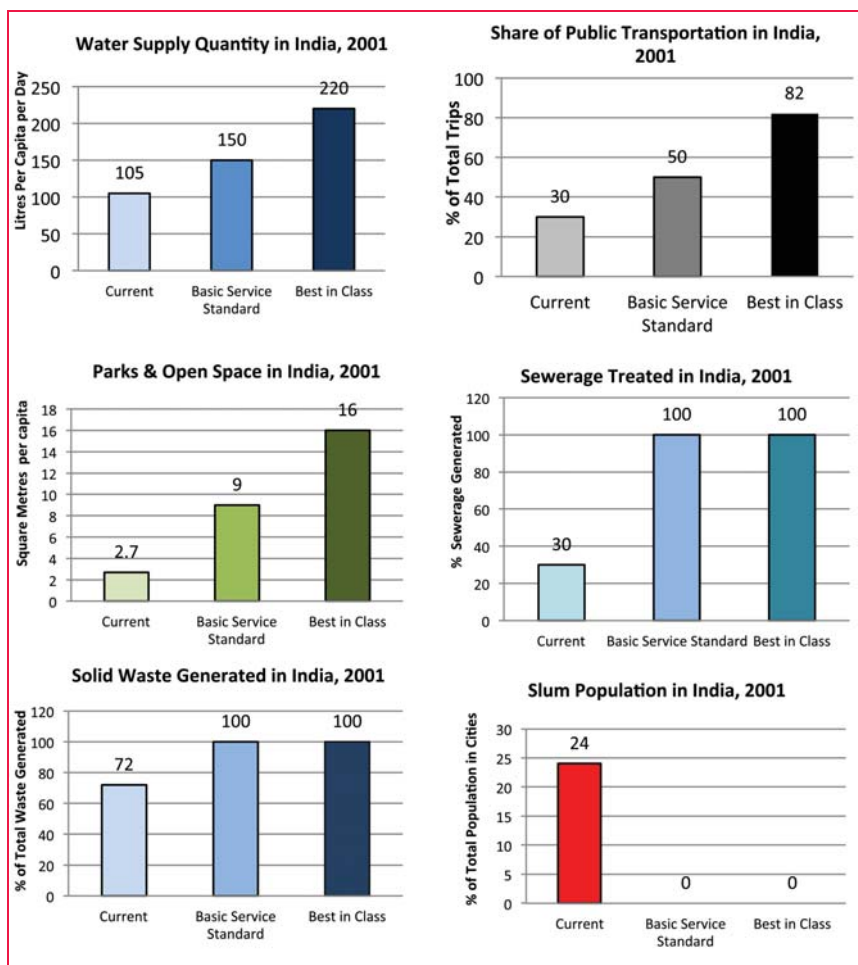 Water Supply Quantity in India, 2001
Litres Per Capita per Day
250
200
150
100
50
0
105
150
220
Current
Basic Service
Standard
Best in Class
Share of Public Transportation in India,
2001
% of Total Trips
100
80
60
40
20
0
30
50
82
Current
Basic Service
Standard
Best in Class
Parks & Open Space in India, 2001
Square Metres per capita
18
16
14
12
10
8
6
4
2
0
2.7
9
16
Current
Basic Service
Standard
Best in Class
Sewerage Treated in India, 2001
% Sewerage Generated
120
100
80
60
40
20
0
30
100
100
Current
Basic Service Standard
Best in Class
Solid Waste Generated in India, 2001
% of Total Waste Generated
120
100
80
60
40
20
0
72
100
100
Current
Basic Service
Standard
Best in Class
Slum Population in India, 2001
% of Total Population in Cities
30
25
20
15
10
5
0
24
0
0
Current
Basic Service
Standard
Best in Class